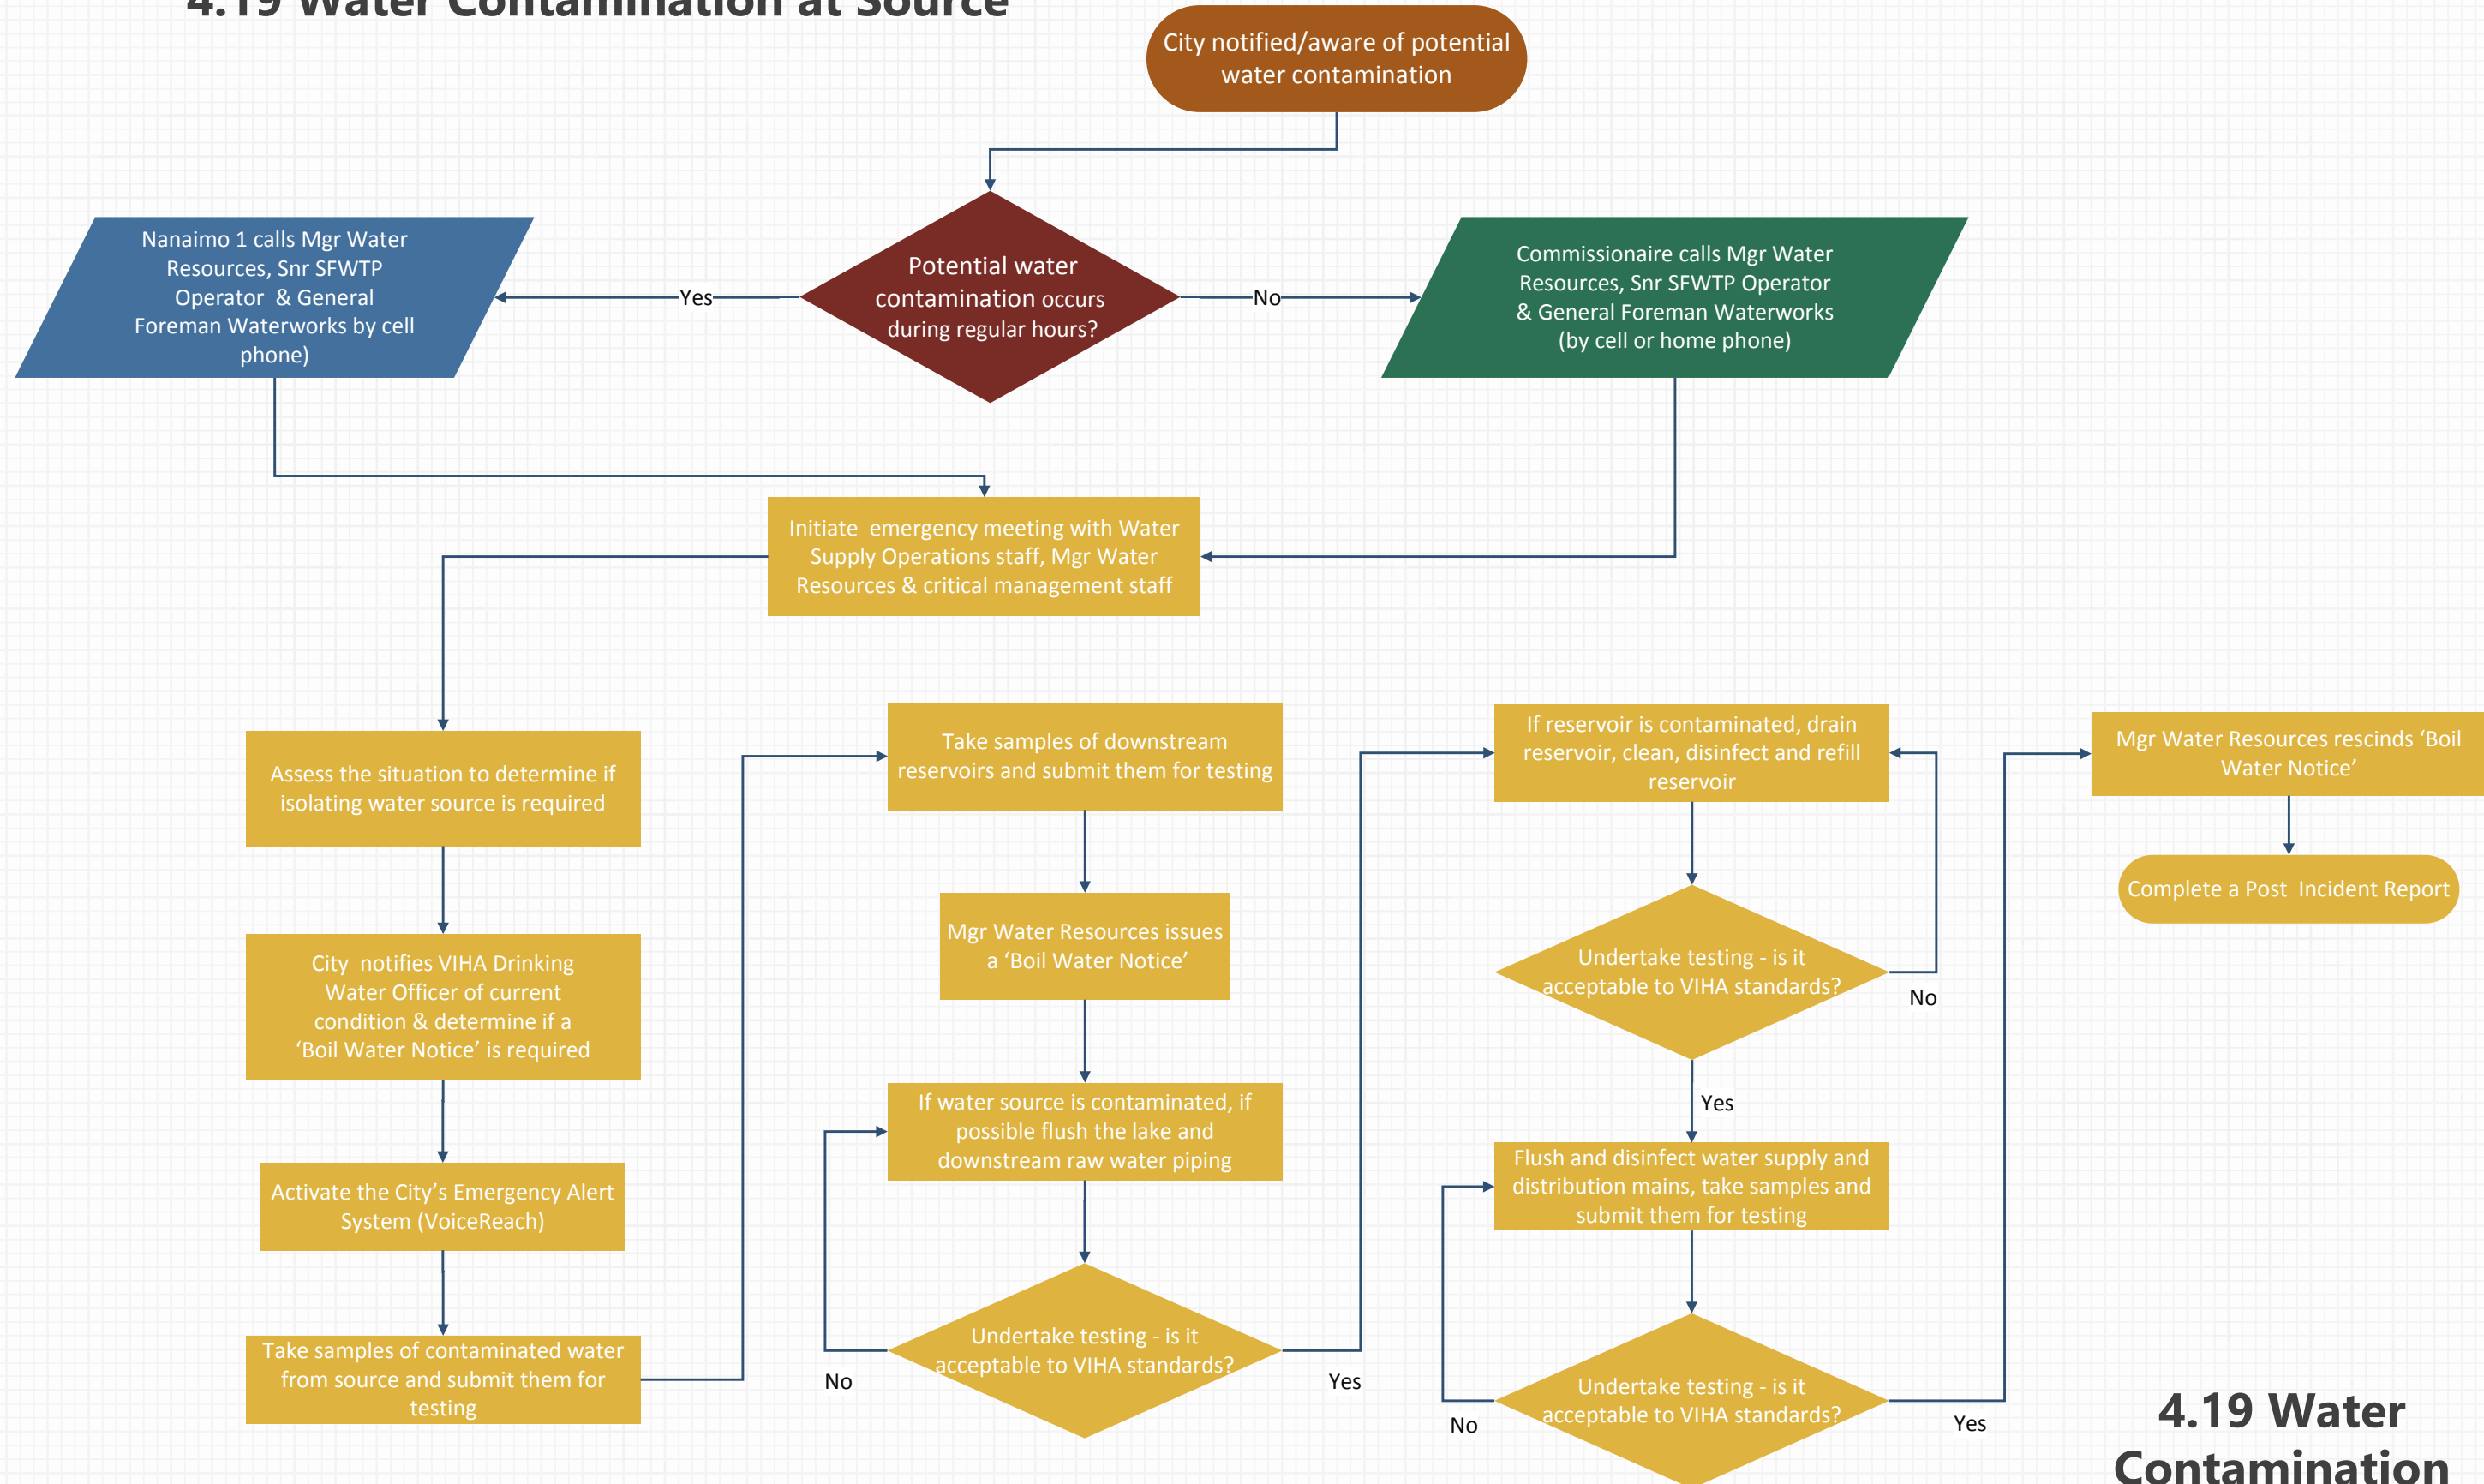 4.19 Water Contamination at Source
City notified/aware of potential
water contamination
Nanaimo 1 calls Mgr Water
Resources, Snr SFWTP
Operator & General
Foreman Waterworks by cell
phone)
Yes
Potential water
contamination occurs
during regular hours?
No
Commissionaire calls Mgr Water
Resources, Snr SFWTP Operator
& General Foreman Waterworks
(by cell or home phone)
Initiate emergency meeting with Water
Supply Operations staff, Mgr Water
Resources & critical management staff
Assess the situation to determine if
isolating water source is required
City notifies VIHA Drinking
Water Officer of current
condition & determine if a
‘Boil Water Notice’ is required
Activate the City’s Emergency Alert
System (VoiceReach)
Take samples of contaminated water
from source and submit them for
testing
Take samples of downstream
reservoirs and submit them for testing
Mgr Water Resources issues
a ‘Boil Water Notice’
If water source is contaminated, if
possible flush the lake and
downstream raw water piping
Undertake testing - is it
acceptable to VIHA standards?
No
Yes
If reservoir is contaminated, drain
reservoir, clean, disinfect and refill
reservoir
Undertake testing - is it
acceptable to VIHA standards?
No
Yes
Flush and disinfect water supply and
distribution mains, take samples and
submit them for testing
Undertake testing - is it
acceptable to VIHA standards?
No
Yes
Mgr Water Resources rescinds ‘Boil
Water Notice’
Complete a Post Incident Report
4.19 Water
Contamination